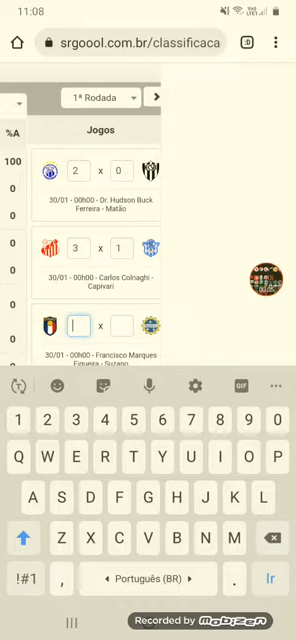 11:08
srgoool.com.br/classificaca
:D
1ª Rodada
%A
Jogos
100
2 x 0
0
30/01 - 00h00 - Dr. Hudson Buck
Ferreira - Matão
0
0
3 x 1
0
30/01 - 00h00 - Carlos Colnaghi -
Capivari
0
x
0
30/01 - 00h00 - Francisco Marques
Figueira - Suzano
T
GIF
1 2 3 4 5 6 7 8 9 0
Q W E R T Y U I O P
A S D F G H J K L
Z X C V B N M
!#1 , Português (BR) . Ir
Recorded by Mobizen